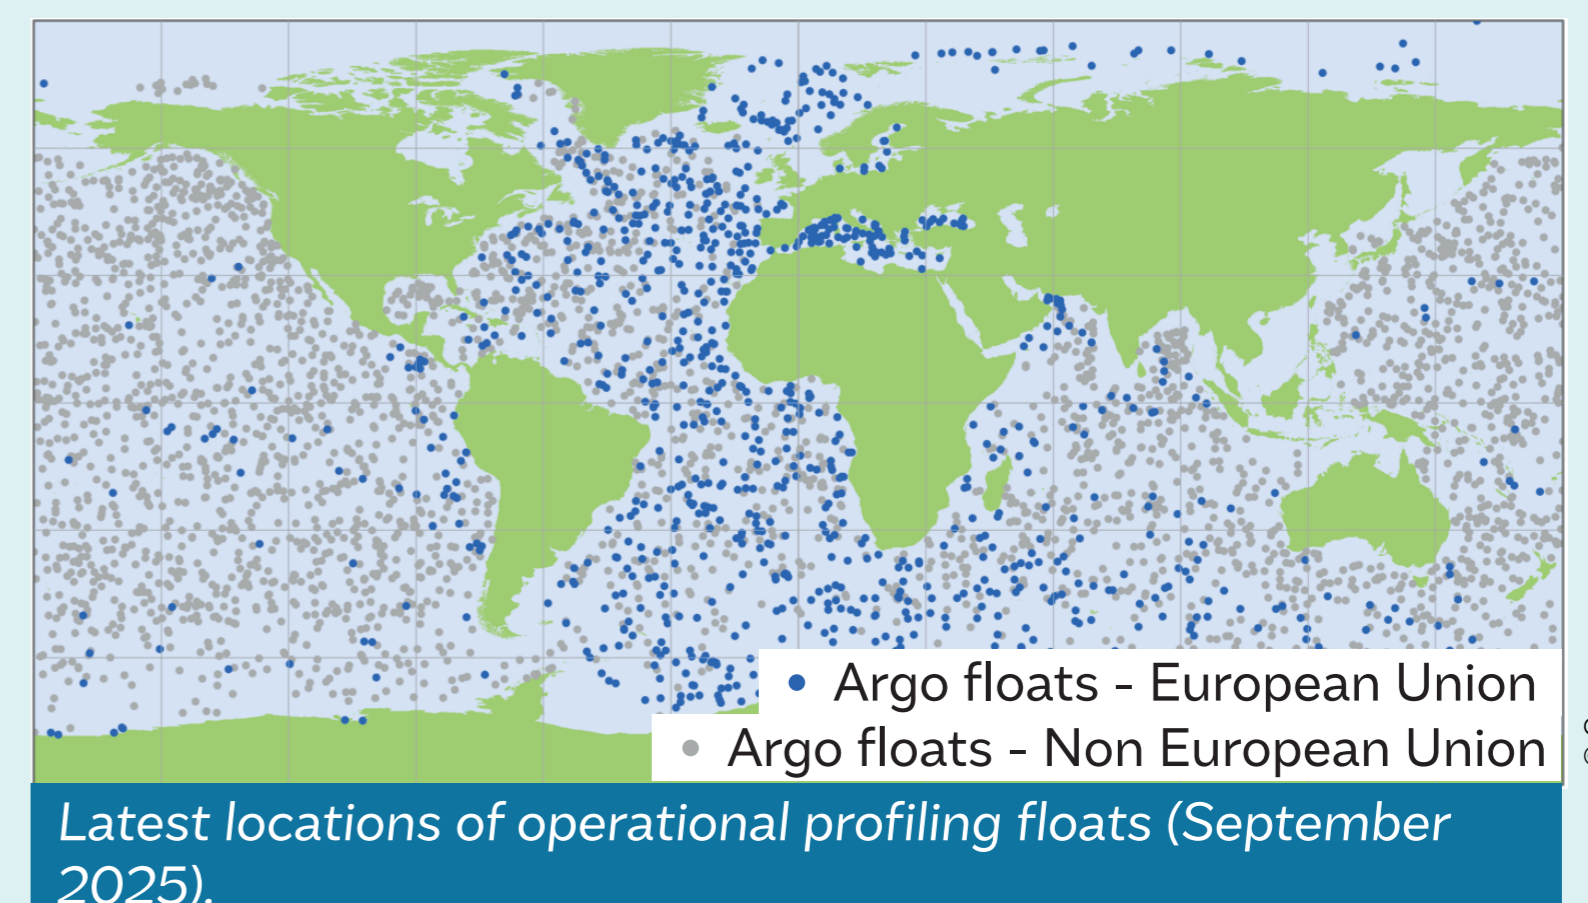 Argo floats - European Union
Argo floats - Non European Union
Latest locations of operational profiling floats (September
2025).